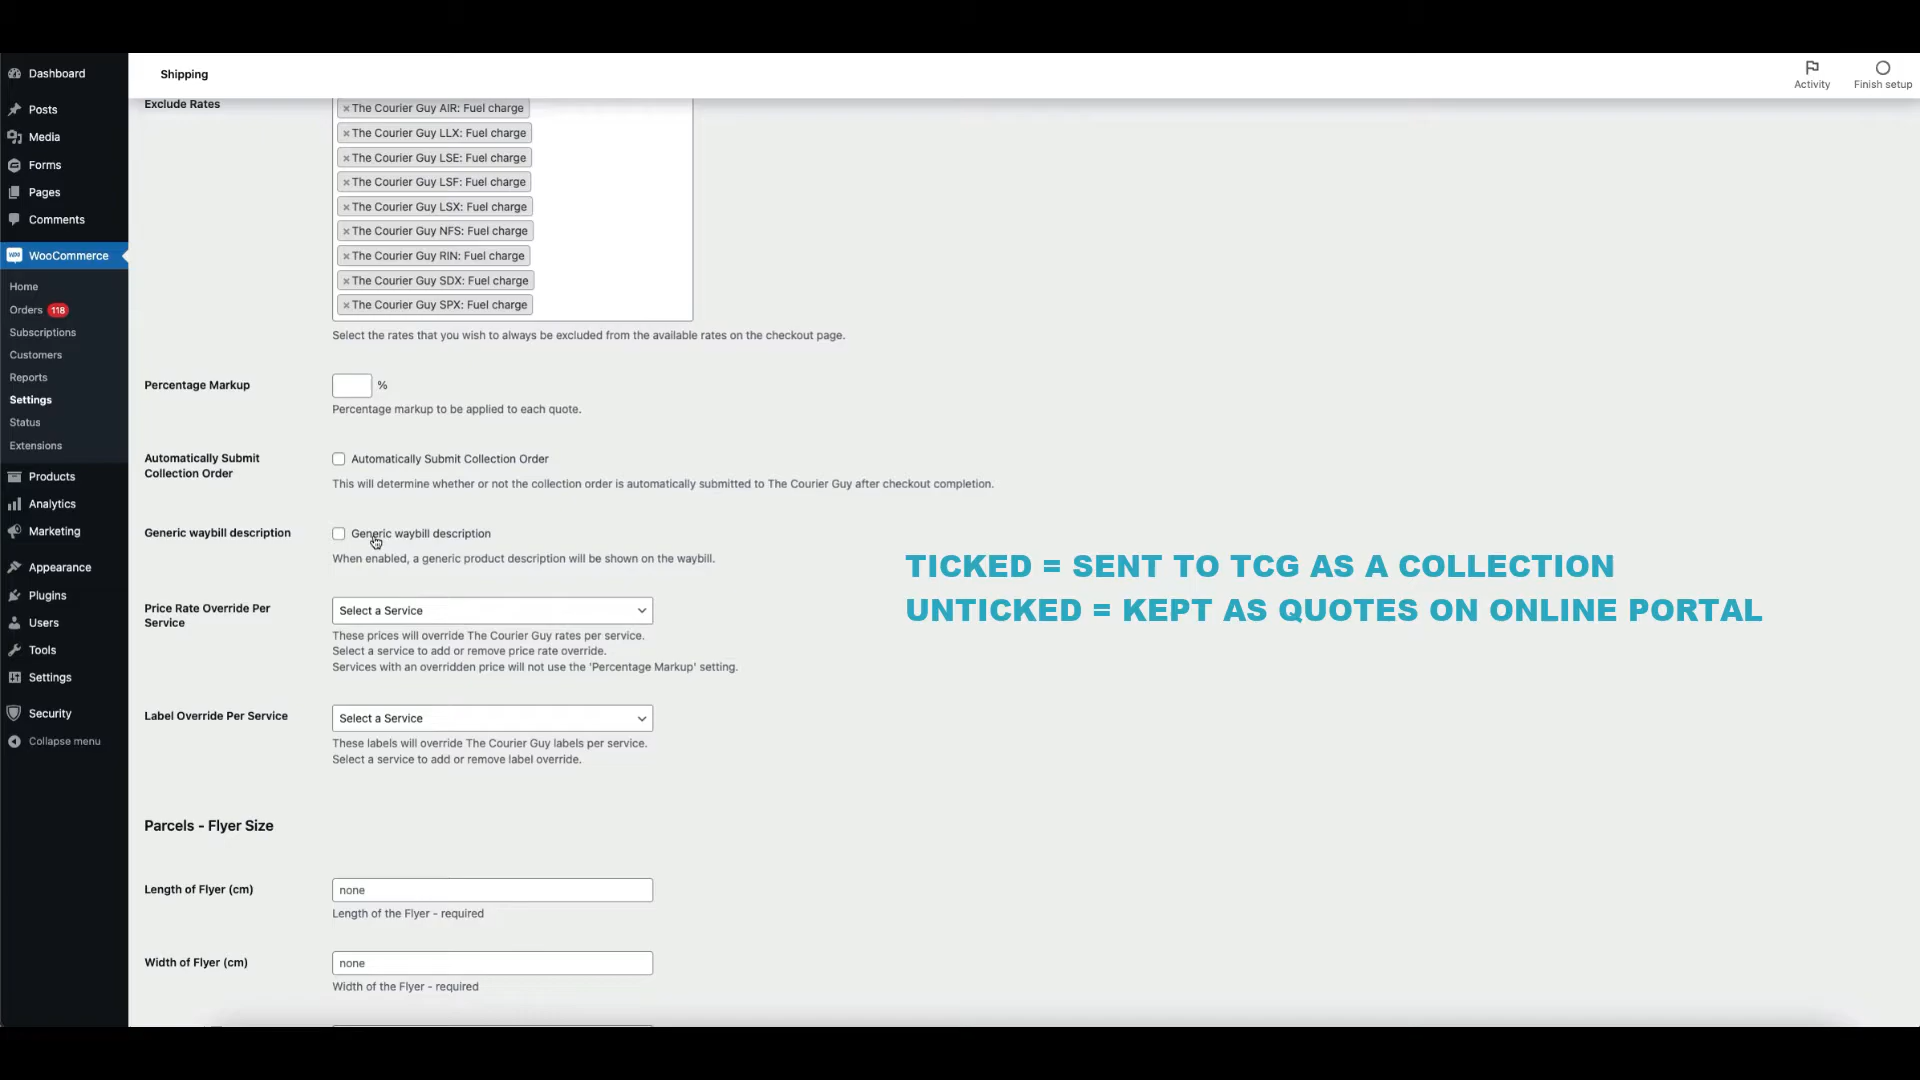 Dashboard
Posts
Media
Forms
Pages
Comments
WooCommerce
Home
Orders 118
Subscriptions
Customers
Reports
Settings
Status
Extensions
Products
Analytics
Marketing
Appearance
Plugins
Users
Tools
Settings
Security
Collapse menu
Shipping
Activity
Finish setup
Exclude Rates
×The Courier Guy AIR: Fuel charge
×The Courier Guy LLX: Fuel charge
×The Courier Guy LSE: Fuel charge
×The Courier Guy LSF: Fuel charge
×The Courier Guy LSX: Fuel charge
×The Courier Guy NFS: Fuel charge
×The Courier Guy RIN: Fuel charge
×The Courier Guy SDX: Fuel charge
×The Courier Guy SPX: Fuel charge
Select the rates that you wish to always be excluded from the available rates on the checkout page.
Percentage Markup
%
Percentage markup to be applied to each quote.
Automatically Submit
Collection Order
Automatically Submit Collection Order
This will determine whether or not the collection order is automatically submitted to The Courier Guy after checkout completion.
Generic waybill description
Generic waybill description
When enabled, a generic product description will be shown on the waybill.
TICKED = SENT TO TCG AS A COLLECTION
UNTICKED = KEPT AS QUOTES ON ONLINE PORTAL
Price Rate Override Per
Service
Select a Service
These prices will override The Courier Guy rates per service.
Select a service to add or remove price rate override.
Services with an overridden price will not use the 'Percentage Markup' setting.
Label Override Per Service
Select a Service
These labels will override The Courier Guy labels per service.
Select a service to add or remove label override.
Parcels - Flyer Size
Length of Flyer (cm)
none
Length of the Flyer - required
Width of Flyer (cm)
none
Width of the Flyer - required